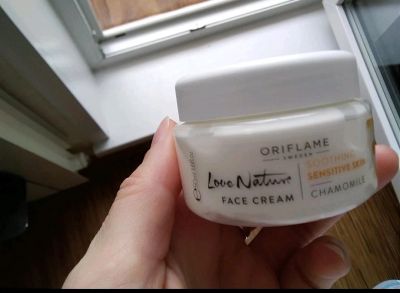 ORIFLAME
SWEDEN
Love Nature
FACE CREAM
SOOTHING
SENSITIVE SKIN
CHAMOMILE